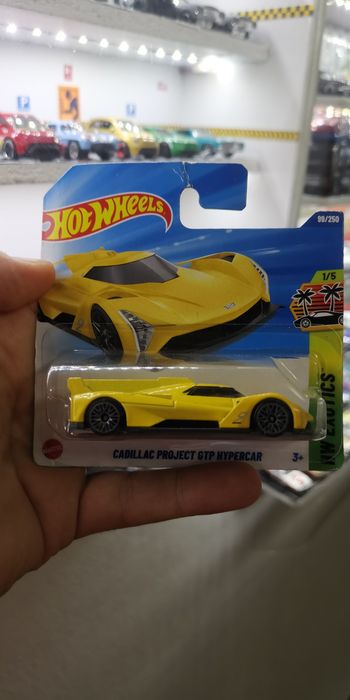 HOT WHEELS
99/250
1/5
HW EXOTICS
CADILLAC PROJECT GTP HYPERCAR
3+